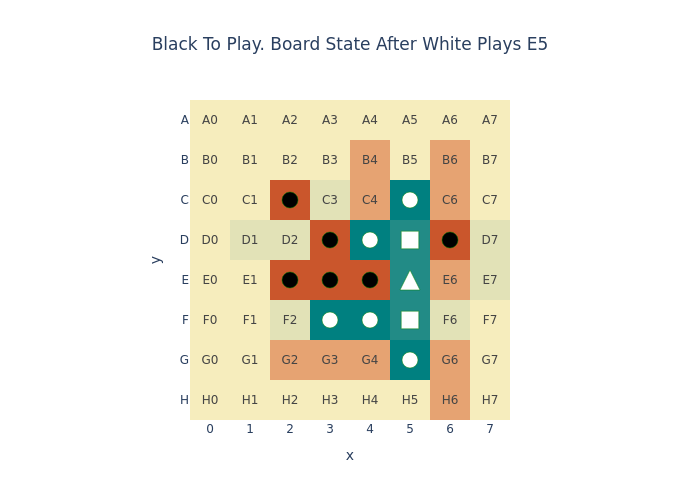 Black To Play. Board State After White Plays E5
A A0 A1 A2 A3 A4 A5 A6 A7
B B0 B1 B2 B3 B4 B5 B6 B7
C C0 C1 C3 C4 C6 C7
D D0 D1 D2 D7
y
E E0 E1 E6 E7
F F0 F1 F2 F6 F7
G G0 G1 G2 G3 G4 G6 G7
H H0 H1 H2 H3 H4 H5 H6 H7
0 1 2 3 4 5 6 7
x